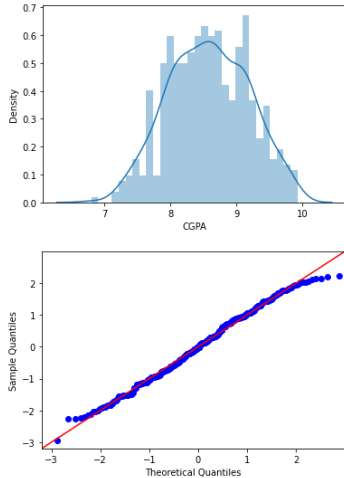 0.7
0.6
0.5
0.4
0.3
0.2
0.1
0.0
Density
7 8 9 10
CGPA
2
1
0
−1
−2
−3
Sample Quantiles
−3 −2 −1 0 1 2
Theoretical Quantiles